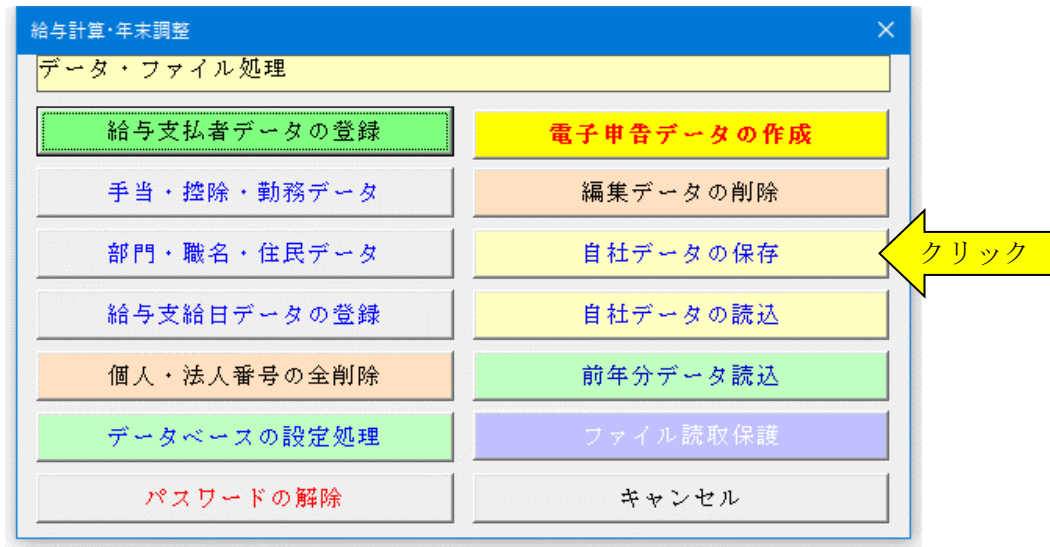 給与計算・年末調整
データ・ファイル処理
給与支払者データの登録
電子申告データの作成
手当・控除・勤務データ
編集データの削除
部門・職名・住民データ
自社データの保存
クリック
給与支給日データの登録
自社データの読込
個人・法人番号の全削除
前年分データ読込
データベースの設定処理
ファイル読取保護
パスワードの解除
キャンセル